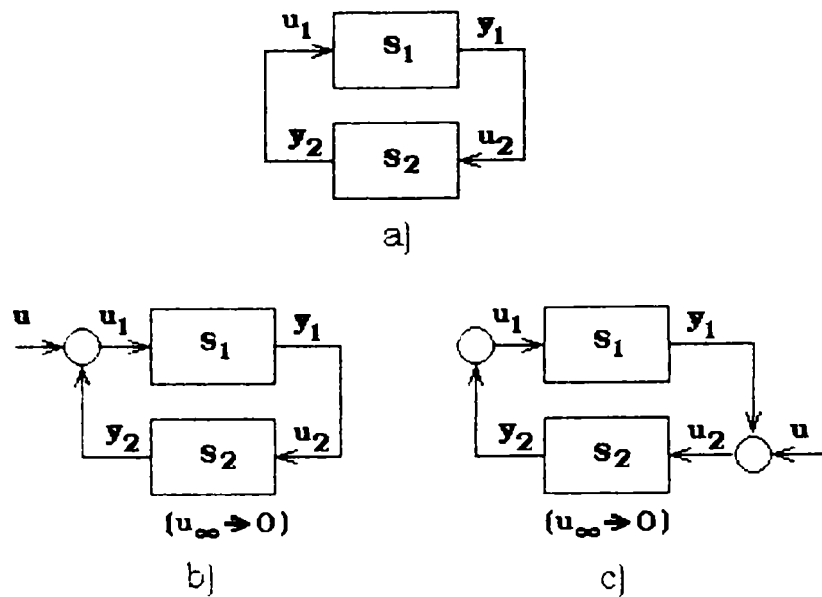 u₁ S₁ y₁
y₂ S₂ u₂
a)
u u₁ S₁ y₁
y₂ S₂ u₂
(u∞→0)
b)
u₁ S₁ y₁
y₂ S₂ u₂ u
(u∞→0)
c)